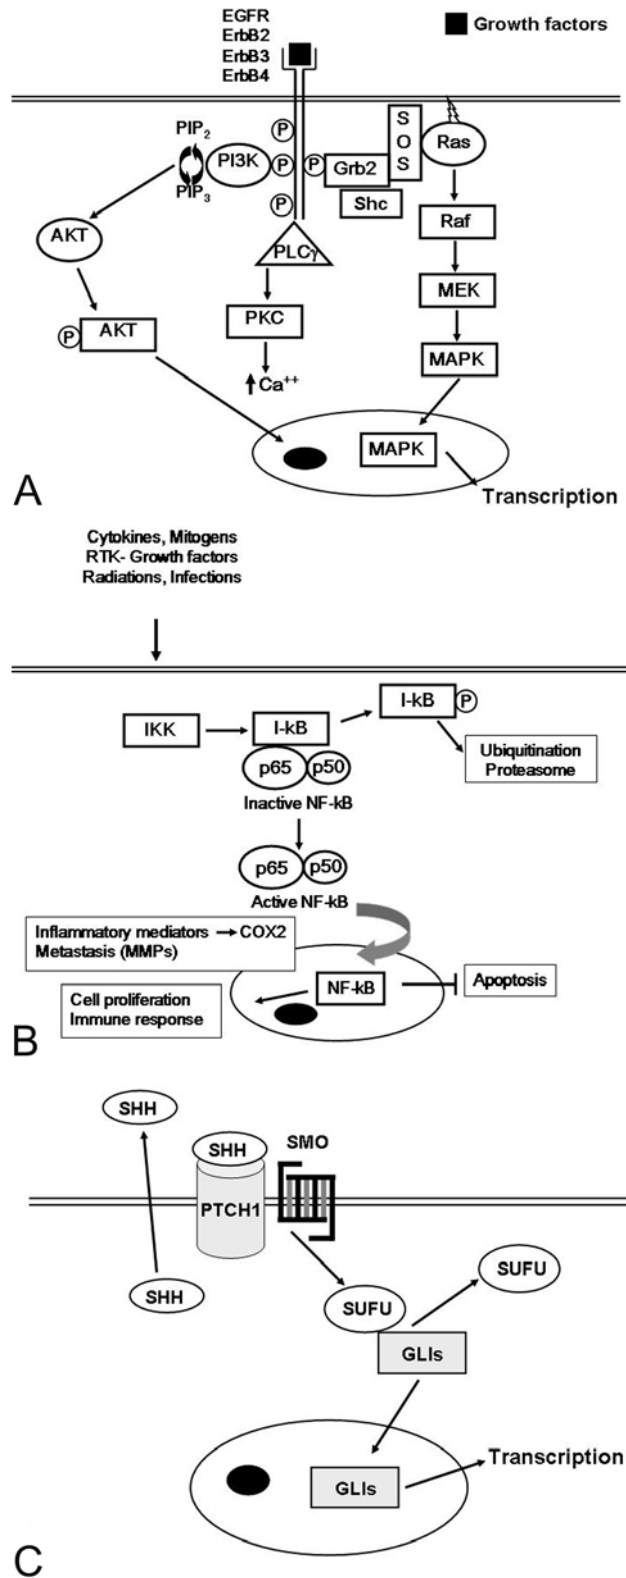 EGFR
ErbB2
ErbB3
ErbB4
Growth factors
PIP2
PIP3
PI3K
P
P
P
P
Grb2
Shc
S
O
S
Ras
AKT
PLCγ
Raf
P
AKT
PKC
MEK
Ca++
MAPK
MAPK
Transcription
A
Cytokines, Mitogens
RTK- Growth factors
Radiations, Infections
IKK
I-kB
I-kB
P
p65
p50
Inactive NF-kB
Ubiquitination
Proteasome
p65
p50
Active NF-kB
Inflammatory mediators
COX2
Metastasis (MMPs)
NF-kB
Apoptosis
Cell proliferation
Immune response
B
SHH
SHH
SMO
PTCH1
SHH
SUFU
SUFU
GLIs
GLIs
Transcription
C